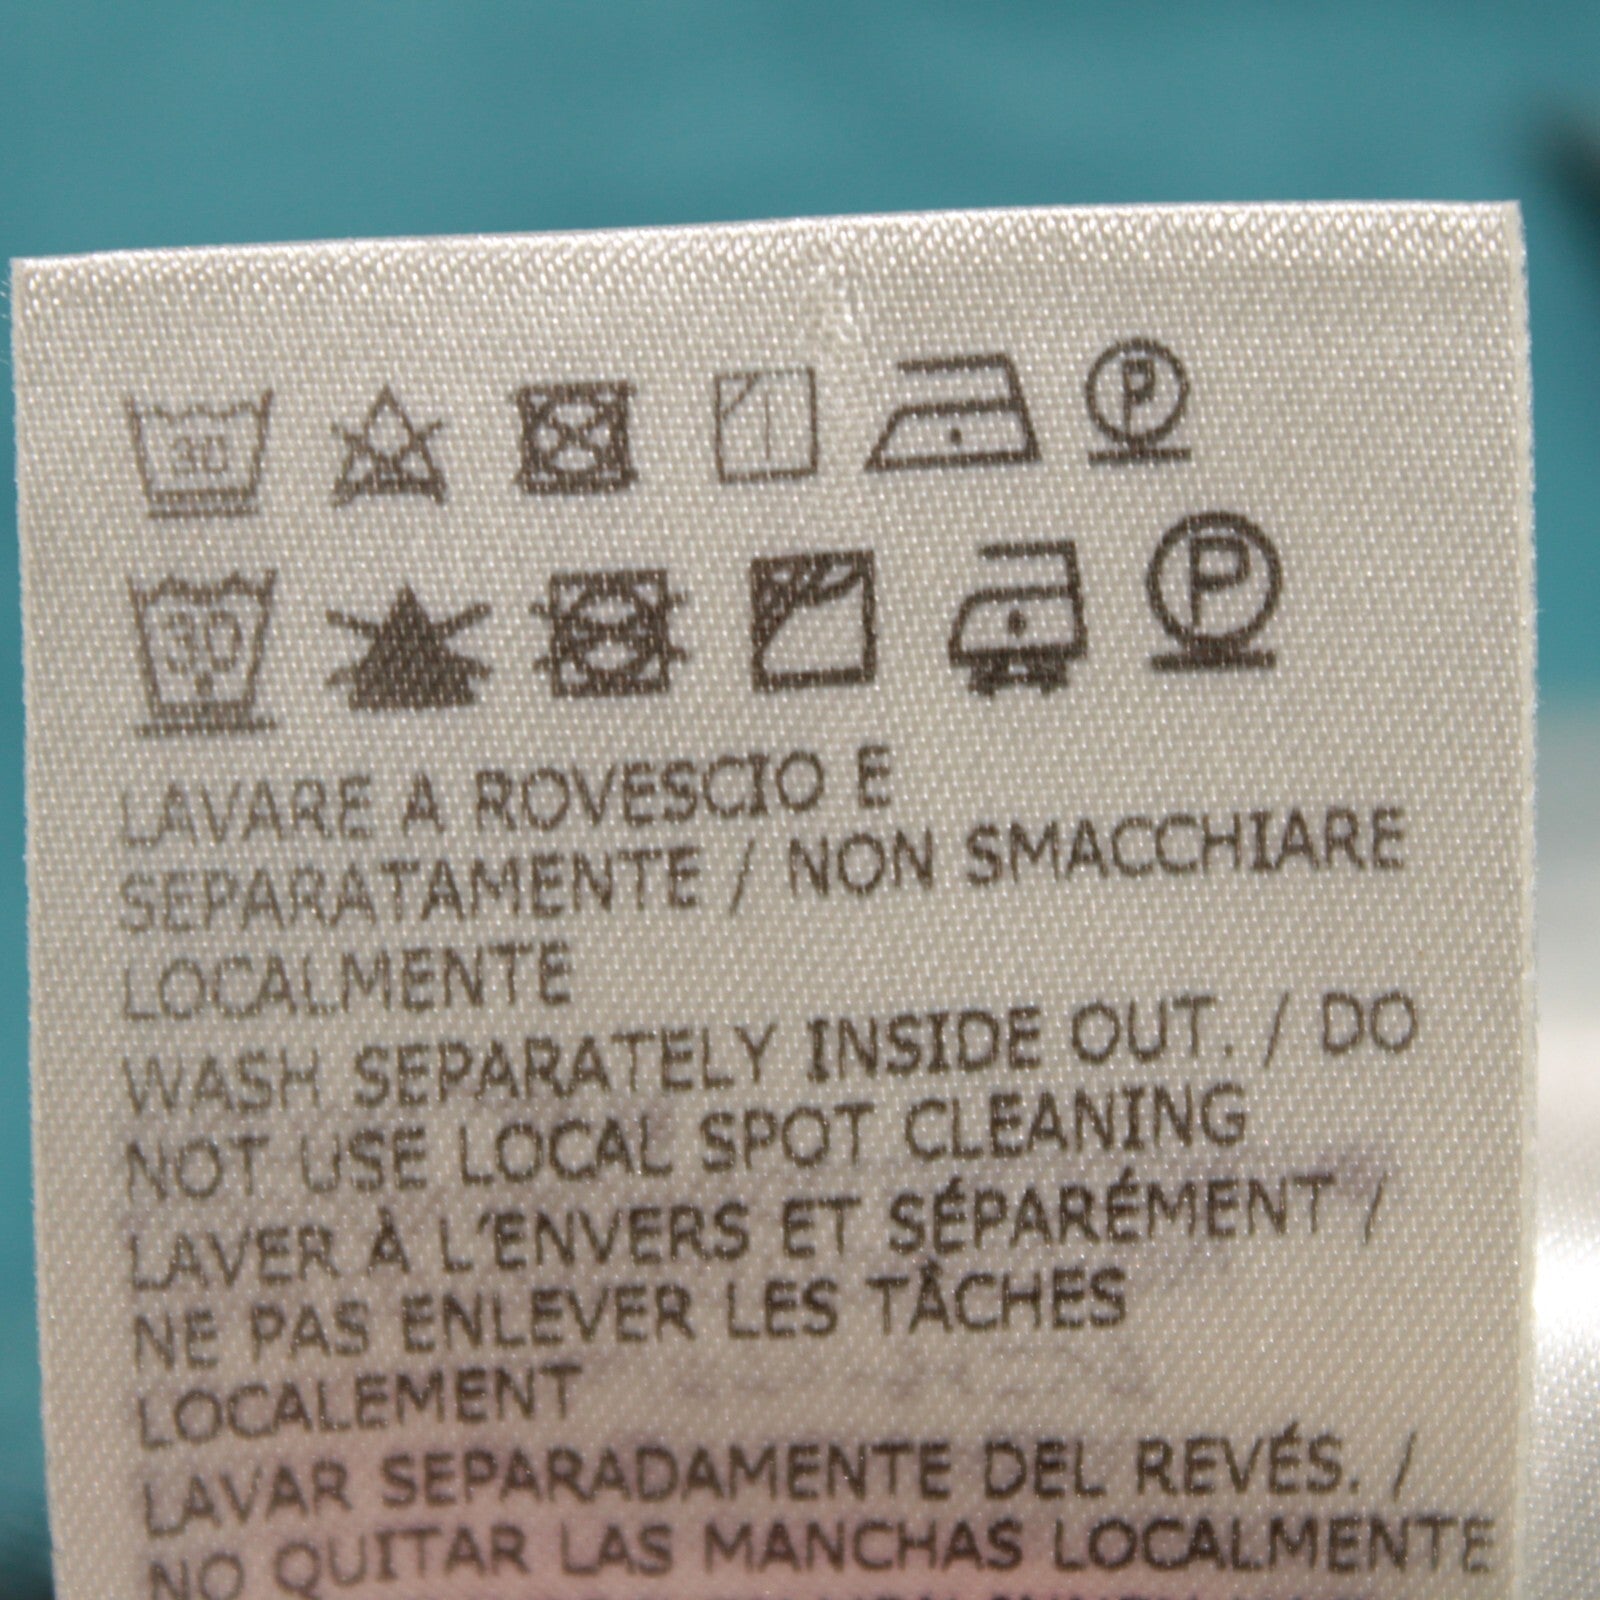 30 P
30 P
LAVARE A ROVESCIO E
SEPARATAMENTE / NON SMACCHIARE
LOCALMENTE
WASH SEPARATELY INSIDE OUT. / DO
NOT USE LOCAL SPOT CLEANING
LAVER À L'ENVERS ET SÉPARÉMENT /
NE PAS ENLEVER LES TÂCHES
LOCALEMENT
LAVAR SEPARADAMENTE DEL REVÉS. /
NO QUITAR LAS MANCHAS LOCALMENTE